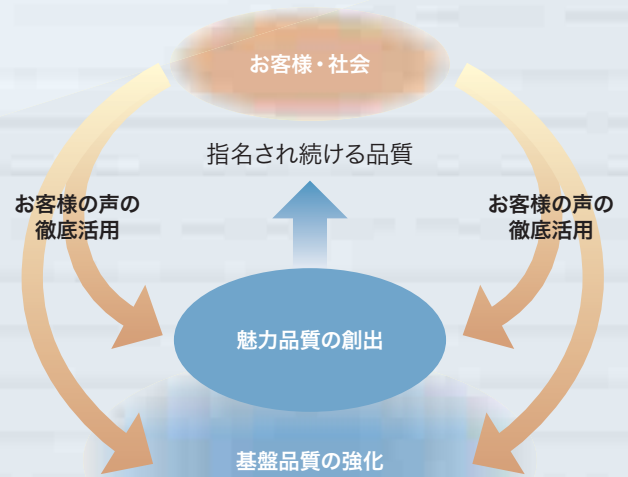 お客様・社会
指名され続ける品質
お客様の声の
徹底活用
お客様の声の
徹底活用
魅力品質の創出
基盤品質の強化